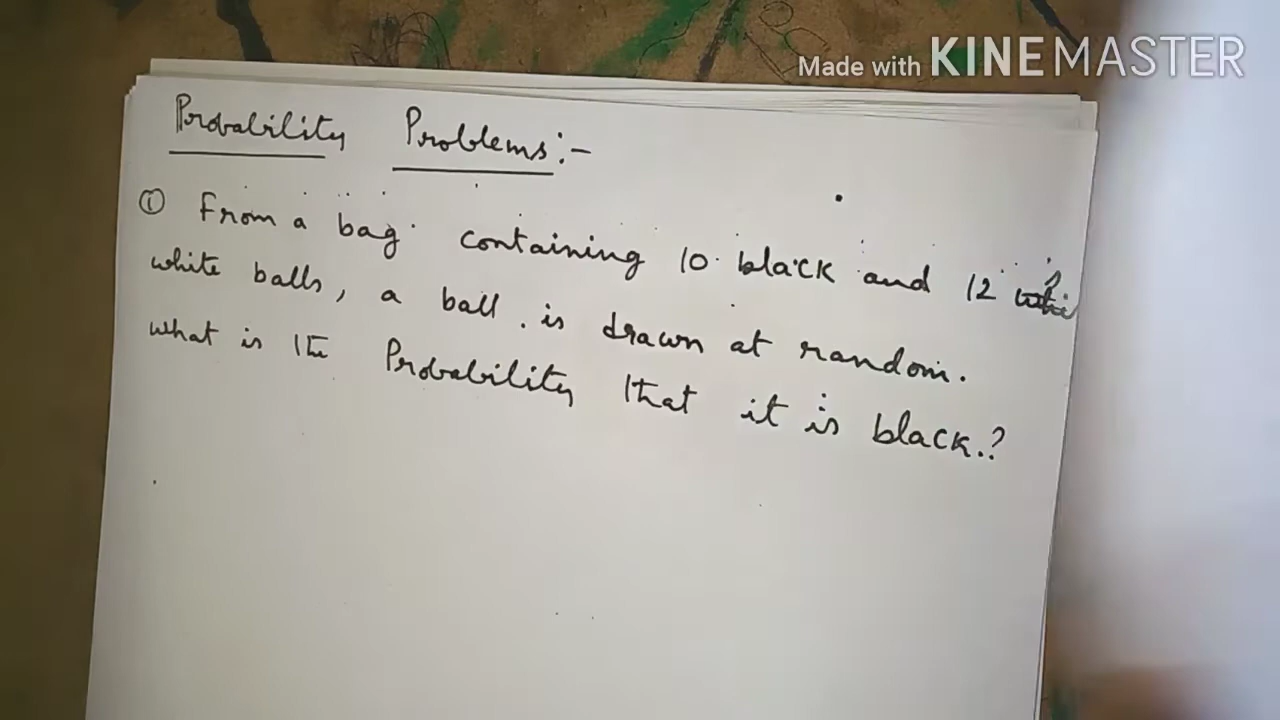 Made with KINEMASTER
Probability Problems:-
① From a bag containing 10 black and 12
white balls, a ball is drawn at random.
what is the Probability that it is black.?